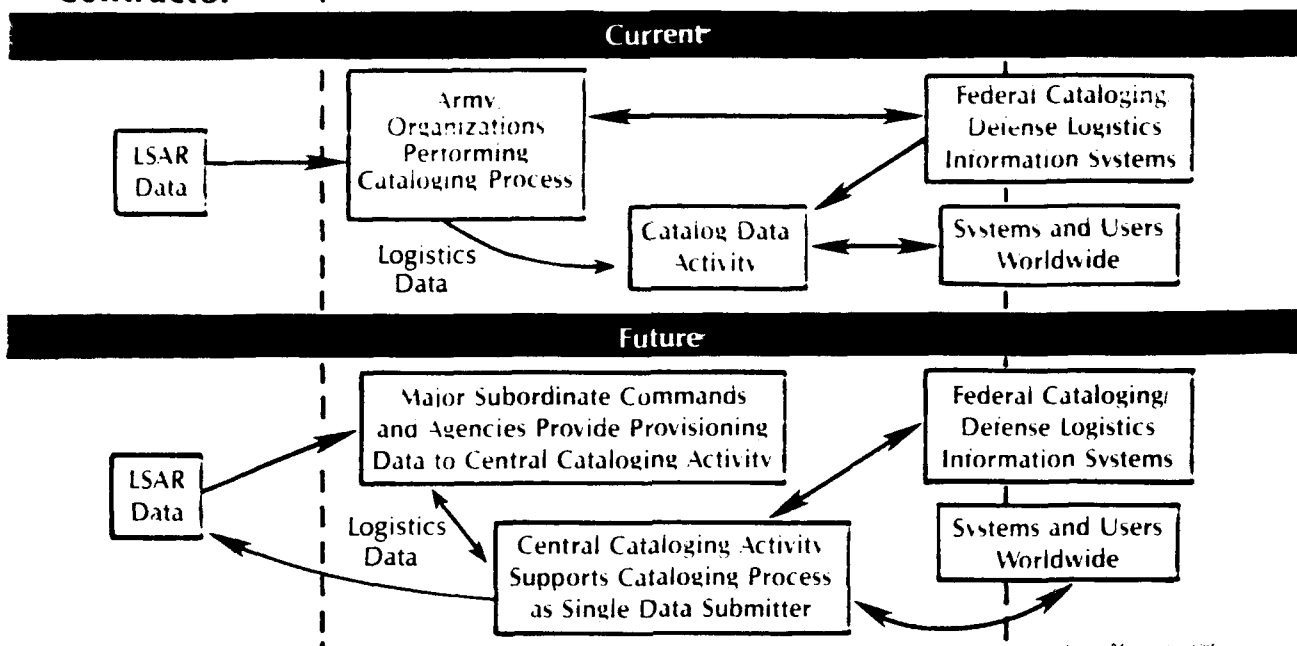 Current
Army
Organizations
Performing
Cataloging Process
Federal Cataloging
Defense Logistics
Information Systems
LSAR
Data
Catalog Data
Activity
Systems and Users
Worldwide
Logistics
Data
Future
Major Subordinate Commands
and Agencies Provide Provisioning
Data to Central Cataloging Activity
Federal Cataloging/
Defense Logistics
Information Systems
LSAR
Data
Logistics
Data
Central Cataloging Activity
Supports Cataloging Process
as Single Data Submitter
Systems and Users
Worldwide